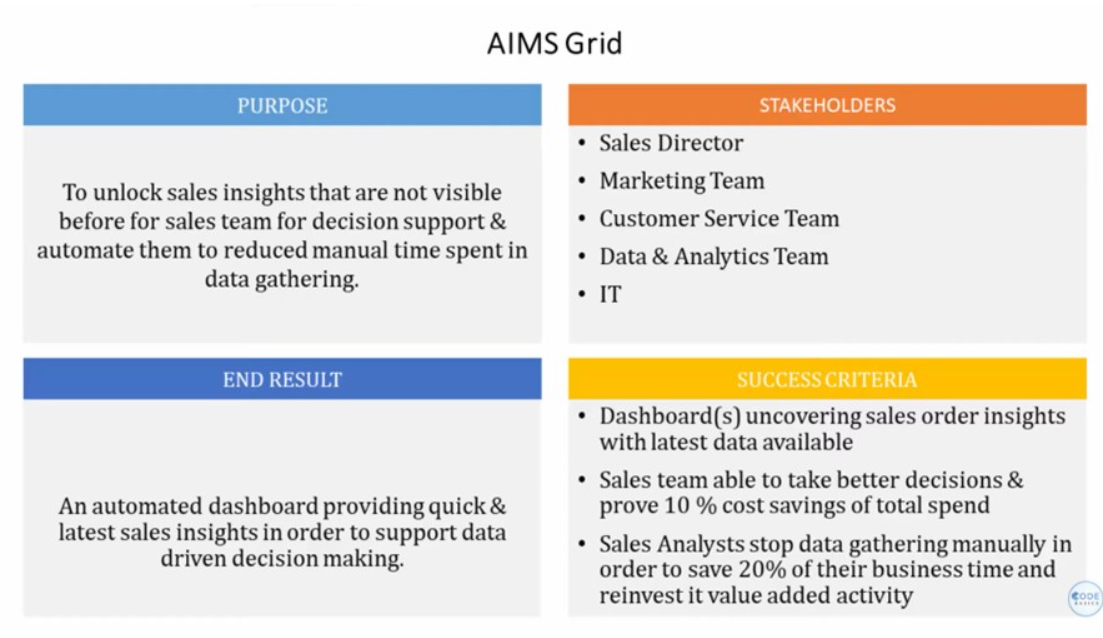 AIMS Grid
PURPOSE
To unlock sales insights that are not visible
before for sales team for decision support &
automate them to reduced manual time spent in
data gathering.
STAKEHOLDERS
• Sales Director
• Marketing Team
• Customer Service Team
• Data & Analytics Team
• IT
END RESULT
An automated dashboard providing quick &
latest sales insights in order to support data
driven decision making.
SUCCESS CRITERIA
• Dashboard(s) uncovering sales order insights
with latest data available
• Sales team able to take better decisions &
prove 10 % cost savings of total spend
• Sales Analysts stop data gathering manually in
order to save 20% of their business time and
reinvest it value added activity
CODE
BASICS